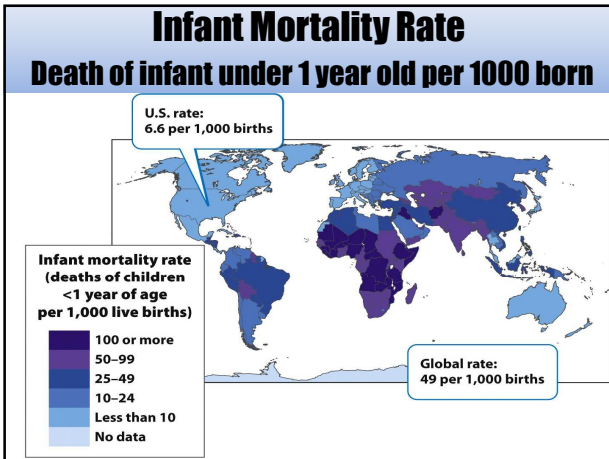 Infant Mortality Rate
Death of infant under 1 year old per 1000 born
U.S. rate:
6.6 per 1,000 births
Infant mortality rate
(deaths of children
<1 year of age
per 1,000 live births)
100 or more
50–99
25–49
10–24
Less than 10
No data
Global rate:
49 per 1,000 births